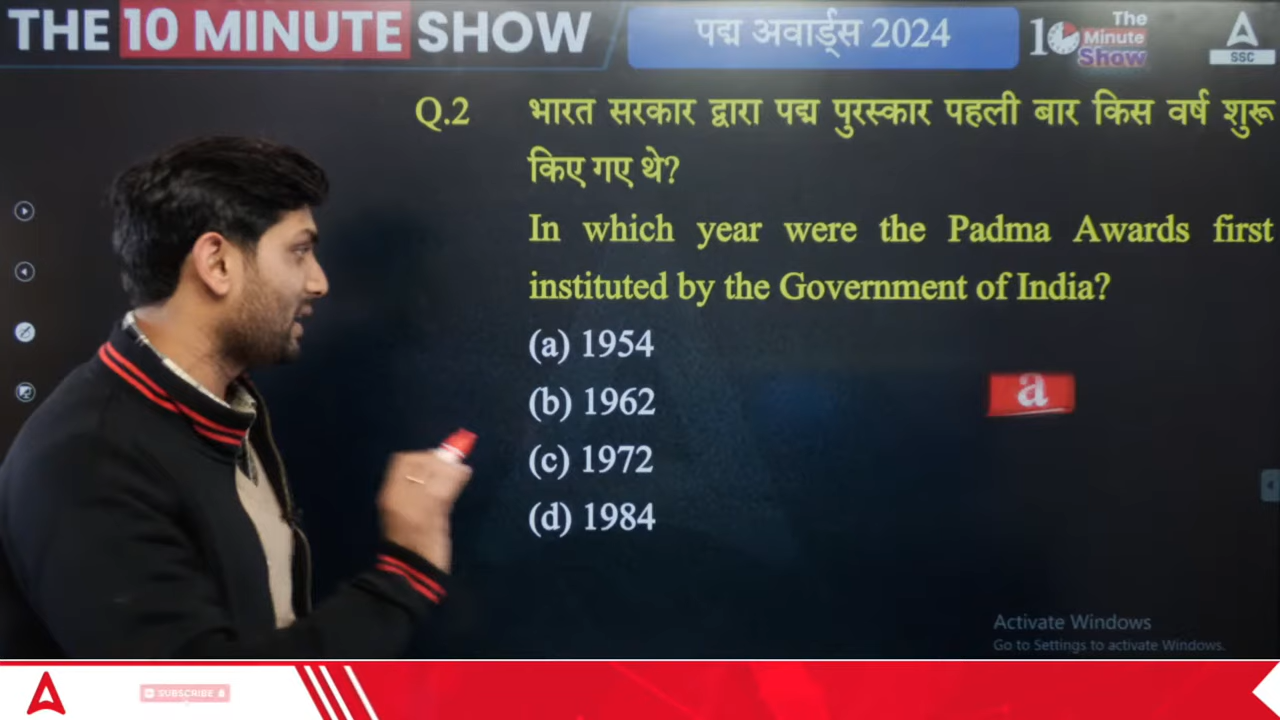 THE 10 MINUTE SHOW
पद्म अवार्ड्स 2024
10 The Minute Show
SSC
Q.2 भारत सरकार द्वारा पद्म पुरस्कार पहली बार किस वर्ष शुरू
किए गए थे?
In which year were the Padma Awards first
instituted by the Government of India?
(a) 1954
(b) 1962
a
(c) 1972
(d) 1984
Activate Windows
Go to Settings to activate Windows.
SUBSCRIBE